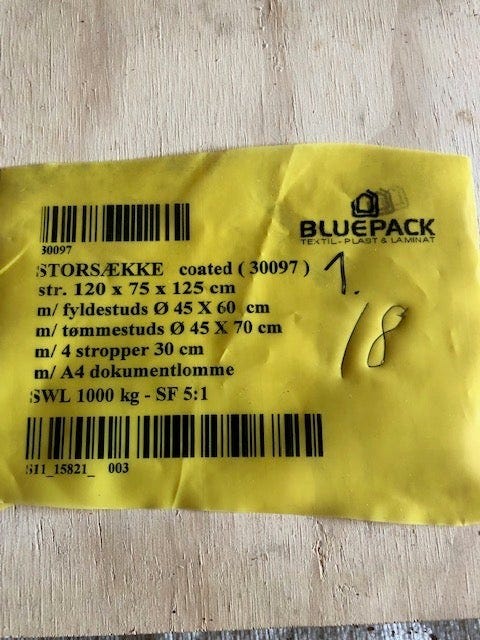 30097
BLUEPACK
TEXTIL - PLAST & LAMINAT
STORSÆKKE coated ( 30097 )
1.
str. 120 x 75 x 125 cm
m/ fyldestuds Ø 45 X 60 cm
18
m/ tømmestuds Ø 45 X 70 cm
m/ 4 stropper 30 cm
m/ A4 dokumentlomme
SWL 1000 kg - SF 5:1
S11_15821_ 003